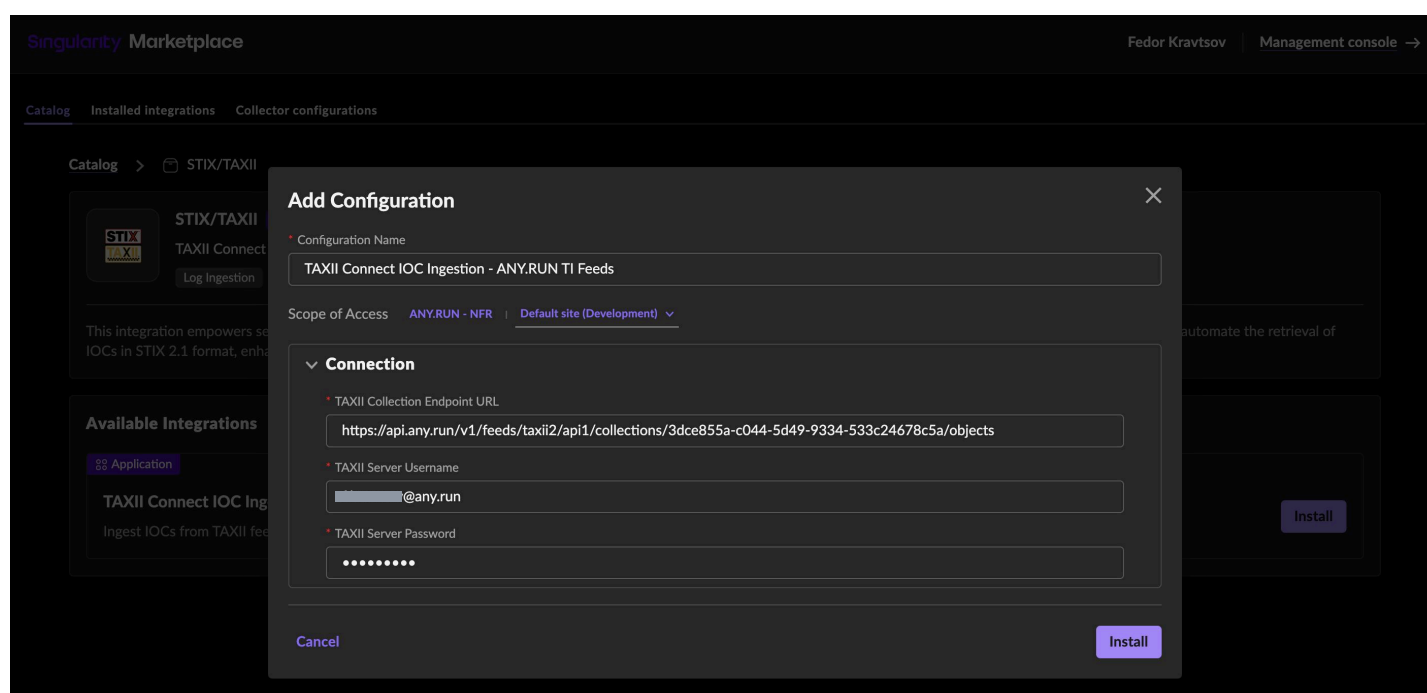 Singularity Marketplace
Fedor Kravtsov Management console →
Catalog Installed integrations Collector configurations
Catalog > STIX/TAXII
STIX
TAXII
STIX/TAXII
TAXII Connect
Log Ingestion
This integration empowers
automate the retrieval of
IOCs in STIX 2.1 format,
Available Integrations
Application
TAXII Connect IOC
Ingest IOCs from TAXII
Install
Add Configuration
* Configuration Name
TAXII Connect IOC Ingestion - ANY.RUN TI Feeds
Scope of Access ANY.RUN - NFR | Default site (Development)
Connection
* TAXII Collection Endpoint URL
https://api.any.run/v1/feeds/taxii2/api1/collections/3dce855a-c044-5d49-9334-533c24678c5a/objects
* TAXII Server Username
@any.run
* TAXII Server Password
•••••••••
Cancel
Install